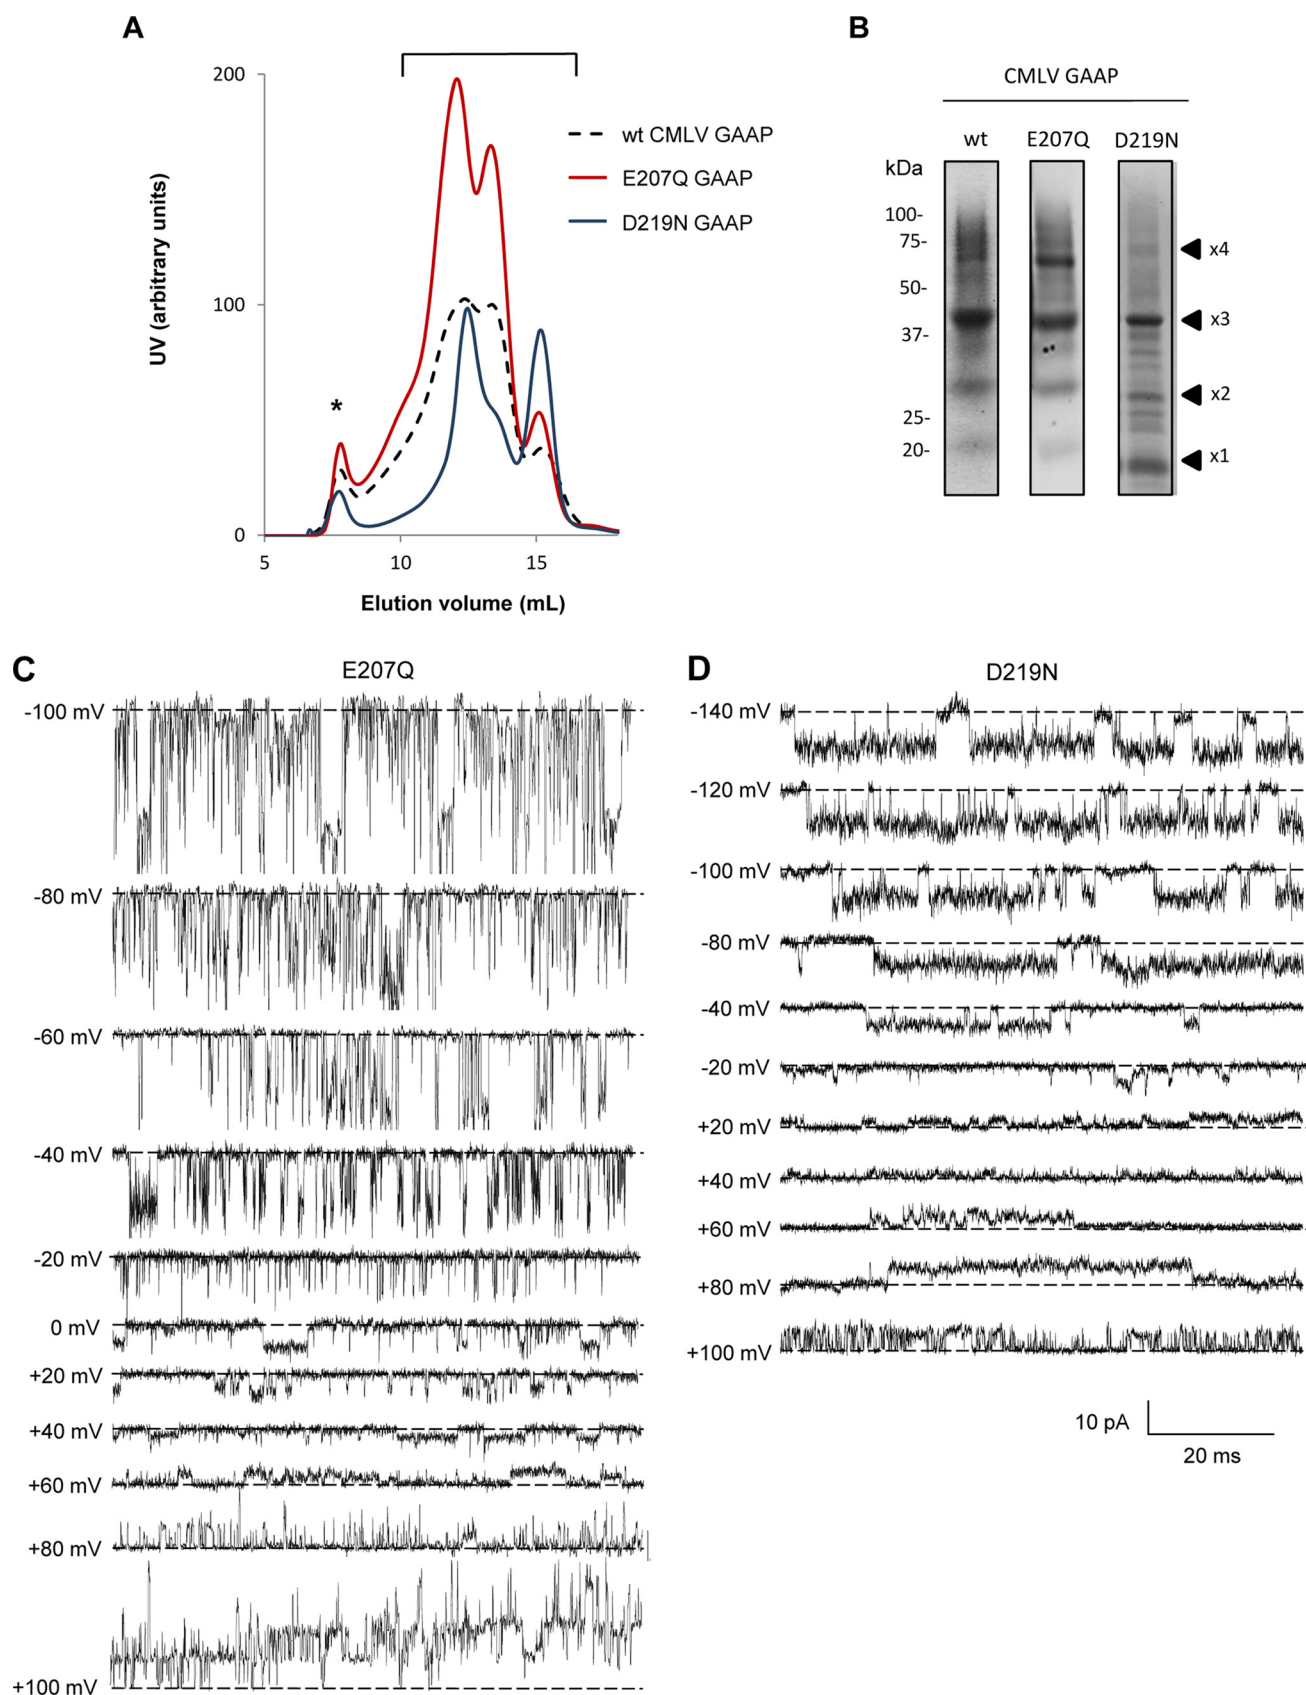 A
200
100
0
5
10
15
UV (arbitrary units)
Elution volume (mL)
*
wt CMLV GAAP
E207Q GAAP
D219N GAAP
B
CMLV GAAP
wt
E207Q
D219N
kDa
100-
75-
50-
37-
25-
20-
x4
x3
x2
x1
C
E207Q
-100 mV
-80 mV
-60 mV
-40 mV
-20 mV
0 mV
+20 mV
+40 mV
+60 mV
+80 mV
+100 mV
D
D219N
-140 mV
-120 mV
-100 mV
-80 mV
-40 mV
-20 mV
+20 mV
+40 mV
+60 mV
+80 mV
+100 mV
10 pA
20 ms